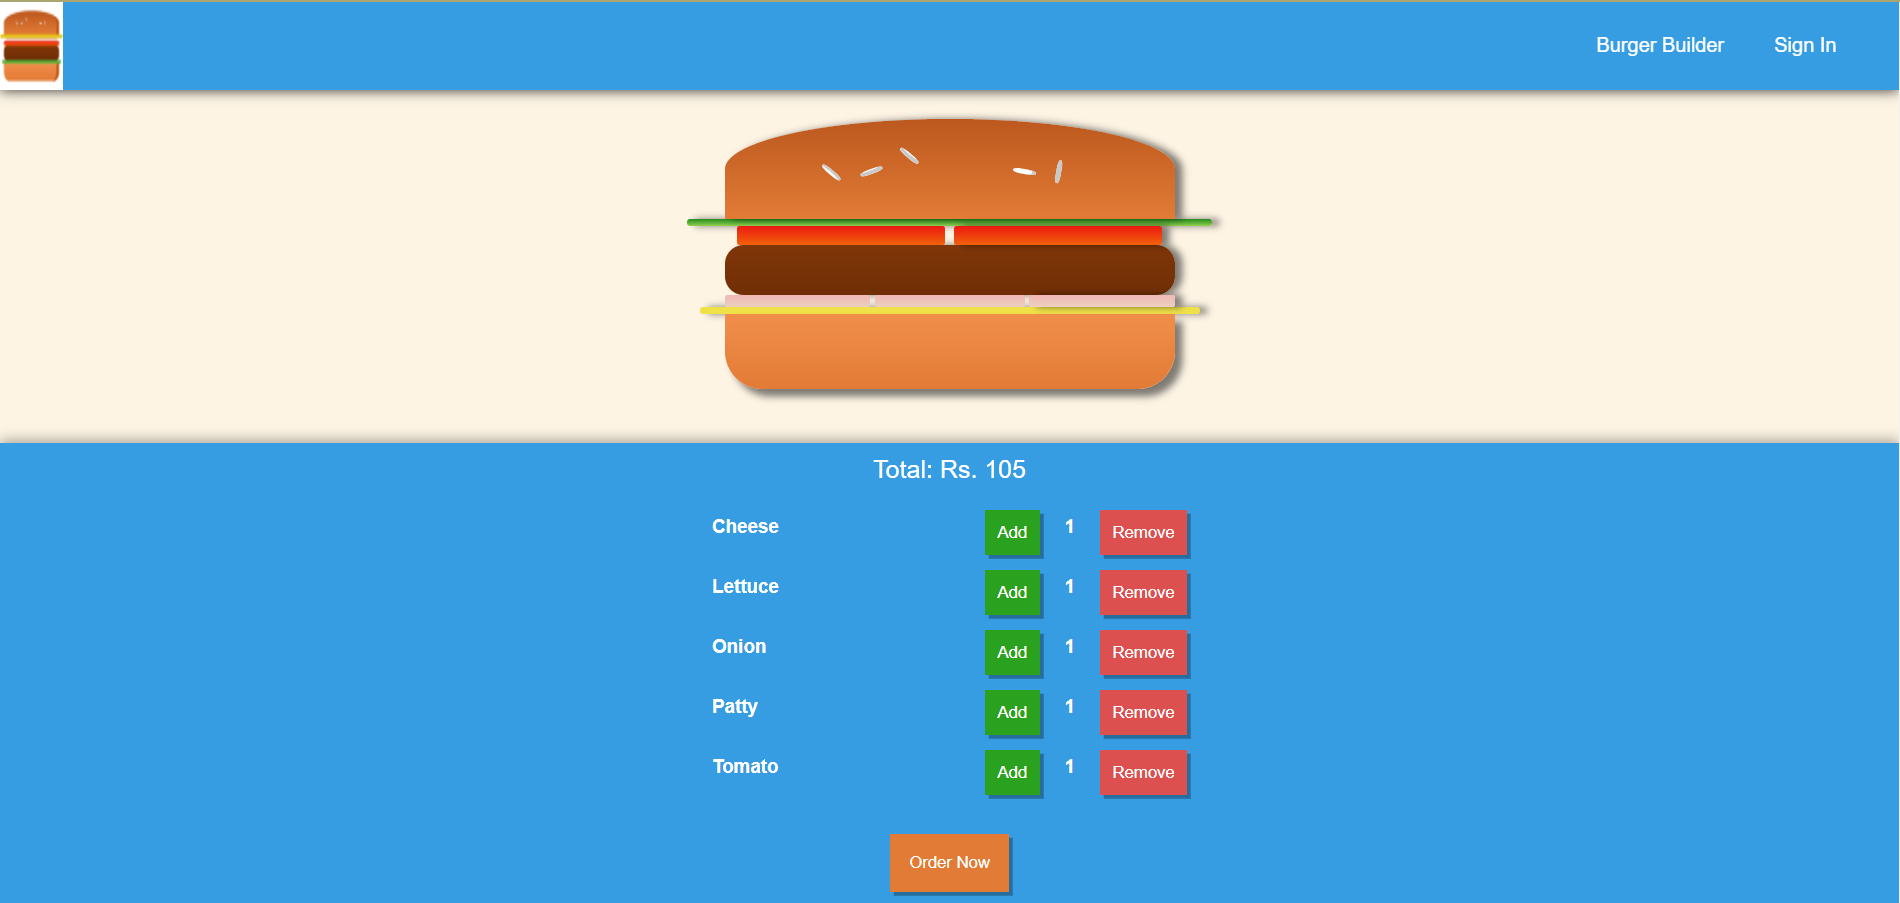 Burger Builder Sign In
Total: Rs. 105
Cheese Add 1 Remove
Lettuce Add 1 Remove
Onion Add 1 Remove
Patty Add 1 Remove
Tomato Add 1 Remove
Order Now